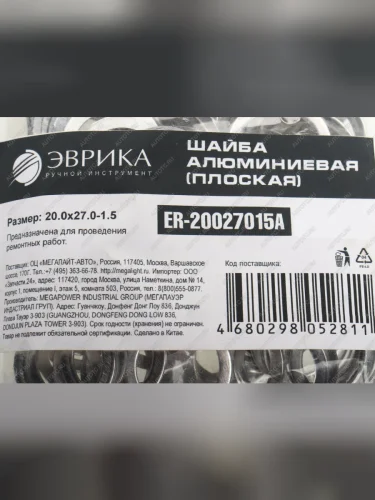 ЭВРИКА
РУЧНОЙ ИНСТРУМЕНТ
ШАЙБА
АЛЮМИНИЕВАЯ
(ПЛОСКАЯ)
Размер: 20.0x27.0-1.5
ER-20027015A
Предназначена для проведения
ремонтных работ.
Поставщик: ОЦ «МЕГАЛАЙТ-АВТО», Россия, 117405, Москва, Варшавское
шоссе, 170Г. Тел.:+7 (495) 363-66-78. http://megalight.ru. Импортер: ООО
«Запчасти.24», адрес: 117420, город Москва, улица Наметкина, дом № 14,
корпус 1, помещение I, этаж 5, комната 503, Россия, тел.: 8(800)555-0877.
Производитель: MEGAPOWER INDUSTRIAL GROUP (МЕГАПАУЭР
ИНДАСТРИАЛ ГРУП), Китай, Гуанчжоу, Донфенг Донг Лоу 836, Донджун
Плаза Тауэр 3-903 (GUANGZHOU, DONGFENG DONG LOW 836,
DONGJUN PLAZA TOWER 3-903). Срок годности (хранения) не ограничен.
Товар не подлежит обязательной сертификации. Сделано в Китае.
Код поставщика:
4 680298 052811